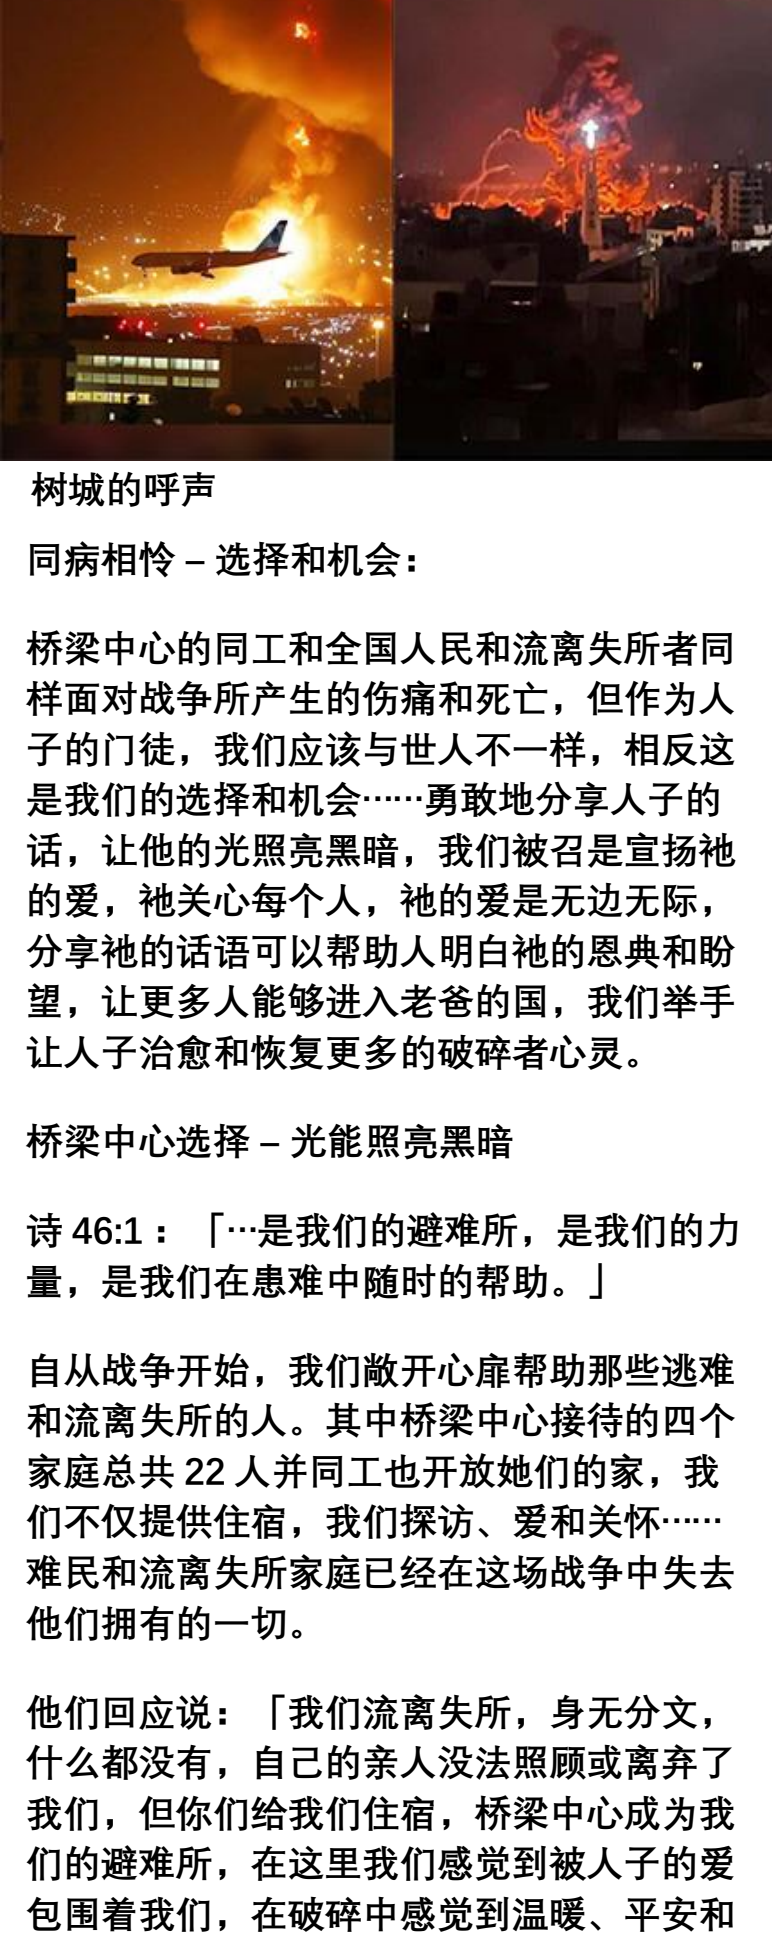 树城的呼声
同病相怜 – 选择和机会：
桥梁中心的同工和全国人民和流离失所者同
样面对战争所产生的伤痛和死亡，但作为人
子的门徒，我们应该与世人不一样，相反这
是我们的选择和机会……勇敢地分享人子的
话，让他的光照亮黑暗，我们被召是宣扬祂
的爱，祂关心每个人，祂的爱是无边无际，
分享祂的话语可以帮助人明白祂的恩典和盼
望，让更多人能够进入老爸的国，我们举手
让人子治愈和恢复更多的破碎者心灵。
桥梁中心选择 – 光能照亮黑暗
诗 46:1 ：「…是我们的避难所，是我们的力
量，是我们在患难中随时的帮助。」
自从战争开始，我们敞开心扉帮助那些逃难
和流离失所的人。其中桥梁中心接待的四个
家庭总共 22 人并同工也开放她们的家，我
们不仅提供住宿，我们探访、爱和关怀……
难民和流离失所家庭已经在这场战争中失去
他们拥有的一切。
他们回应说：「我们流离失所，身无分文，
什么都没有，自己的亲人没法照顾或离弃了
我们，但你们给我们住宿，桥梁中心成为我
们的避难所，在这里我们感觉到被人子的爱
包围着我们，在破碎中感觉到温暖、平安和